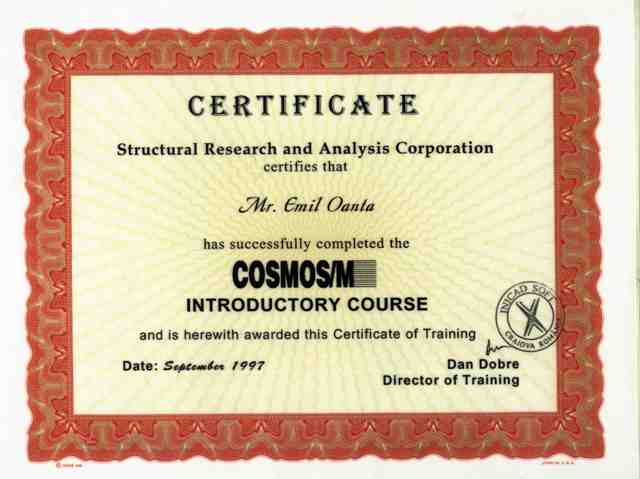 CERTIFICATE
Structural Research and Analysis Corporation
certifies that
Mr. Emil Oanta
has successfully completed the
COSMOS/M
INTRODUCTORY COURSE
and is herewith awarded this Certificate of Training
INICAD SOFT
CRAIOVA ROMANIA
Date: September 1997
Dan Dobre
Director of Training